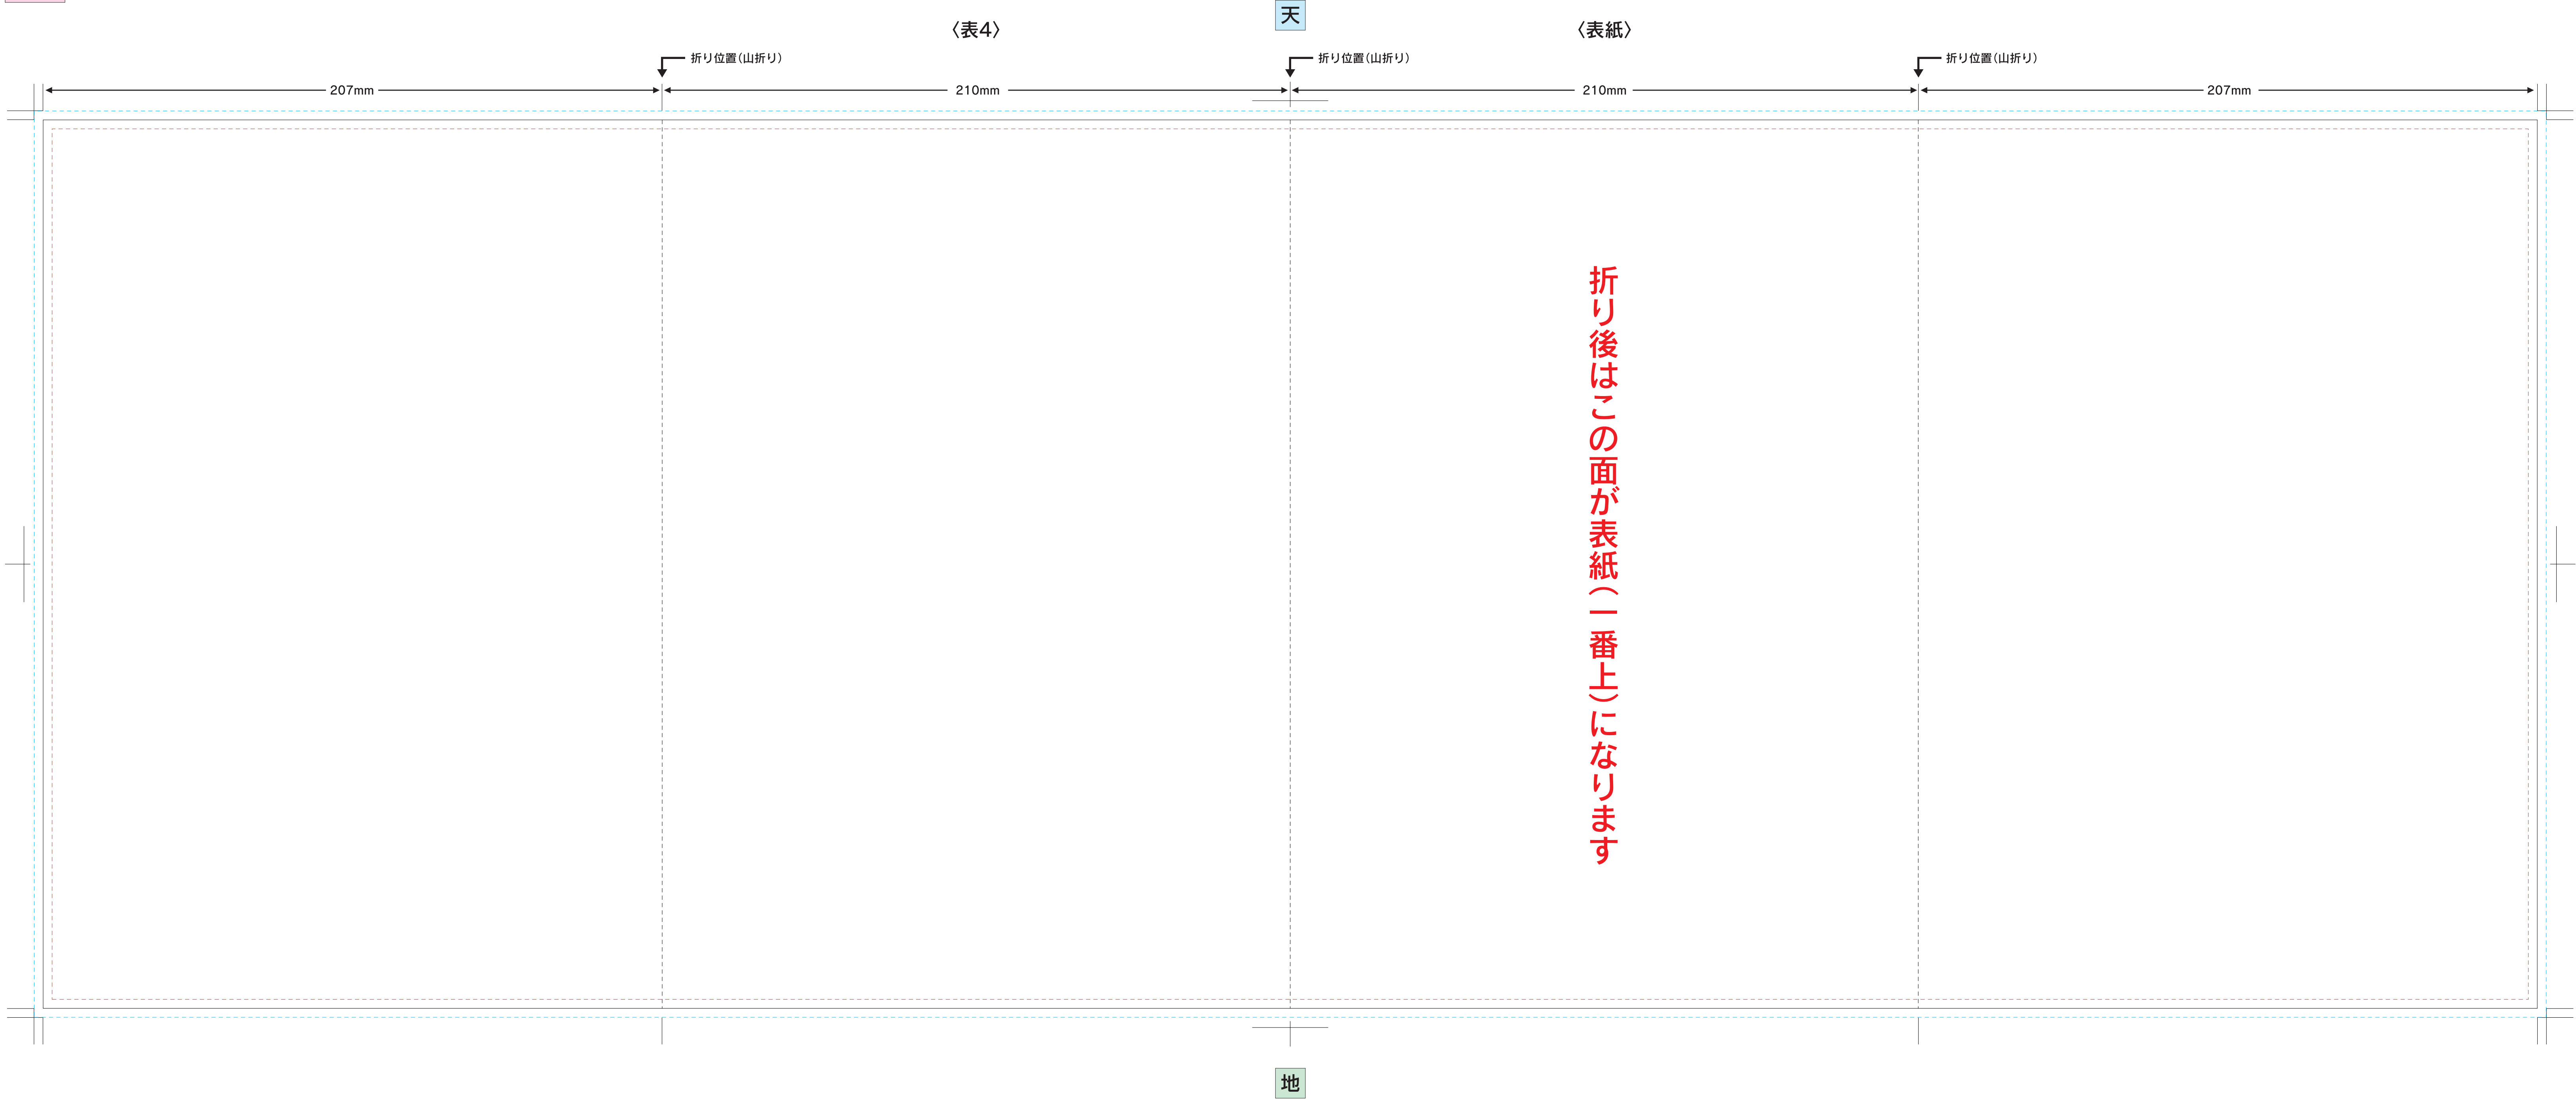 天
〈表4〉
〈表紙〉
折り位置（山折り）
折り位置（山折り）
折り位置（山折り）
207mm
210mm
210mm
207mm
折り後はこの面が表紙（一番上）になります
地